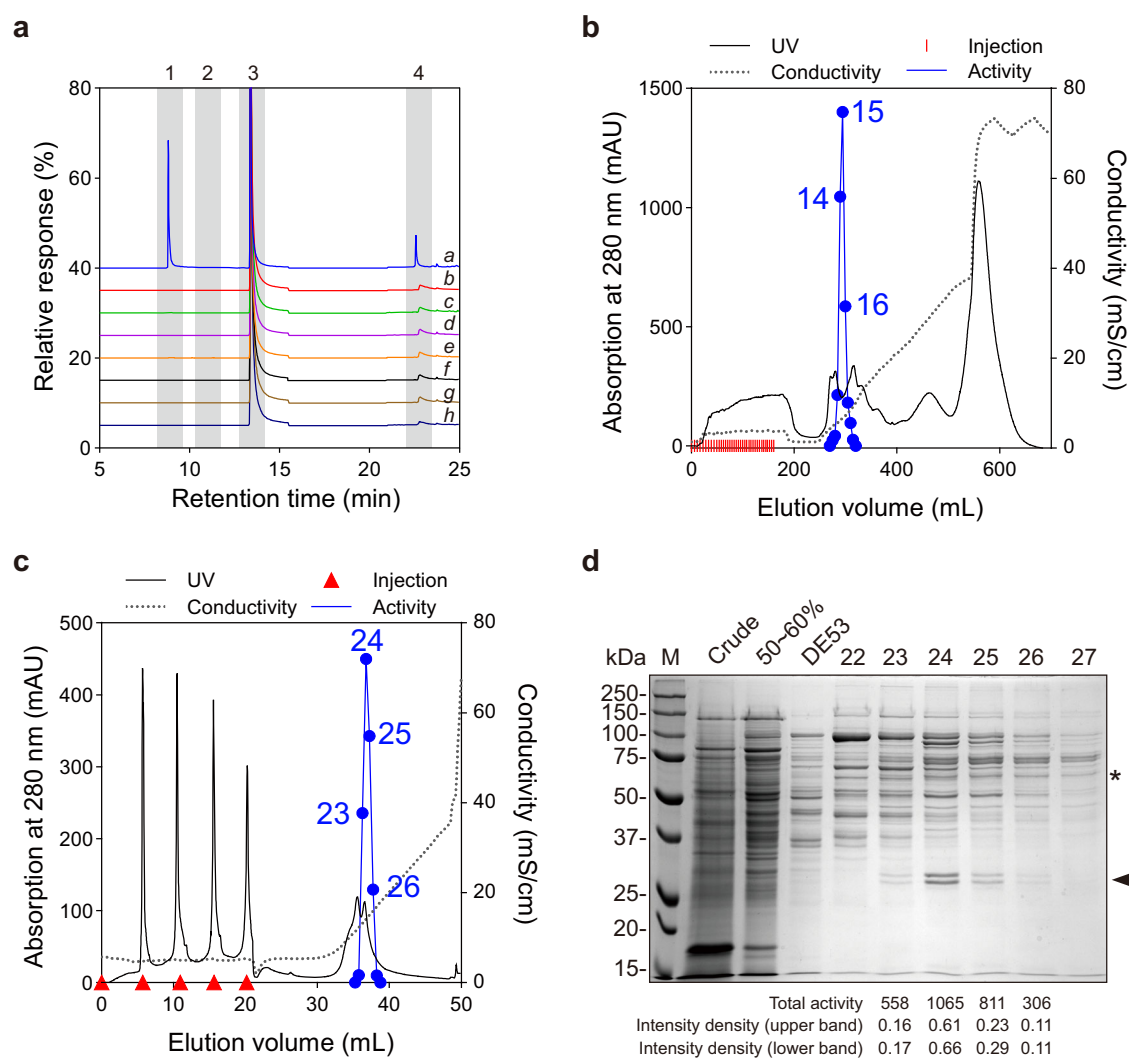 a
1 2 3 4
80
60
40
20
0
Relative response (%)
a
b
c
d
e
f
g
h
5 10 15 20 25
Retention time (min)
b
UV Injection
Conductivity Activity
1500
1000
500
0
Absorption at 280 nm (mAU)
15
14
16
80
60
40
20
0
Conductivity (mS/cm)
0 200 400 600
Elution volume (mL)
c
UV Injection
Conductivity Activity
500
400
300
200
100
0
Absorption at 280 nm (mAU)
24
25
23
26
80
60
40
20
0
Conductivity (mS/cm)
0 10 20 30 40 50
Elution volume (mL)
d
kDa M Crude 50~60% DE53 22 23 24 25 26 27
250-
150-
100-
75-
50-
37-
25-
20-
15-
*
Total activity 558 1065 811 306
Intensity density (upper band) 0.16 0.61 0.23 0.11
Intensity density (lower band) 0.17 0.66 0.29 0.11